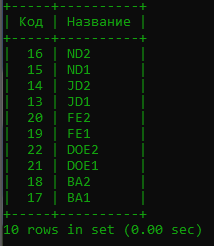 +------+-----------+
| Код | Название |
+------+-----------+
| 16 | ND2 |
| 15 | ND1 |
| 14 | JD2 |
| 13 | JD1 |
| 20 | FE2 |
| 19 | FE1 |
| 22 | DOE2 |
| 21 | DOE1 |
| 18 | BA2 |
| 17 | BA1 |
+------+-----------+
10 rows in set (0.00 sec)